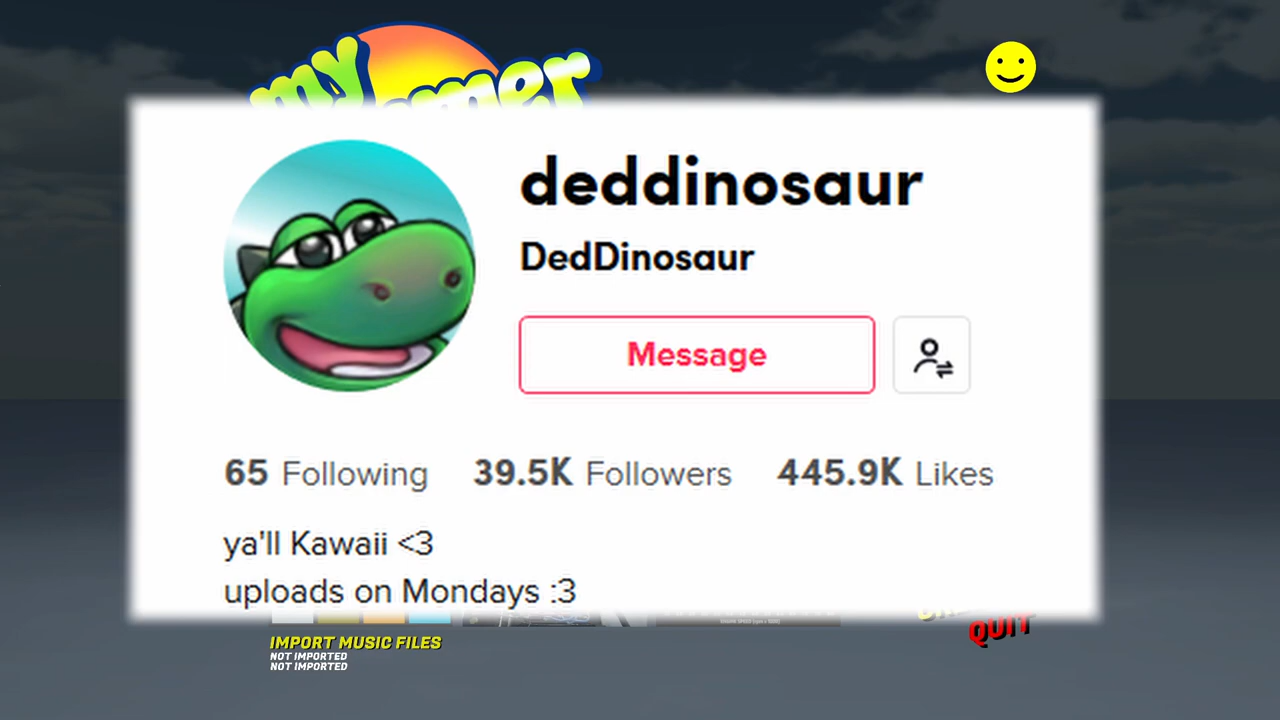 my
deddinosaur
DedDinosaur
Message
65 Following 39.5K Followers 445.9K Likes
ya'll Kawaii <3
uploads on Mondays :3
IMPORT MUSIC FILES
NOT IMPORTED
NOT IMPORTED
QUIT